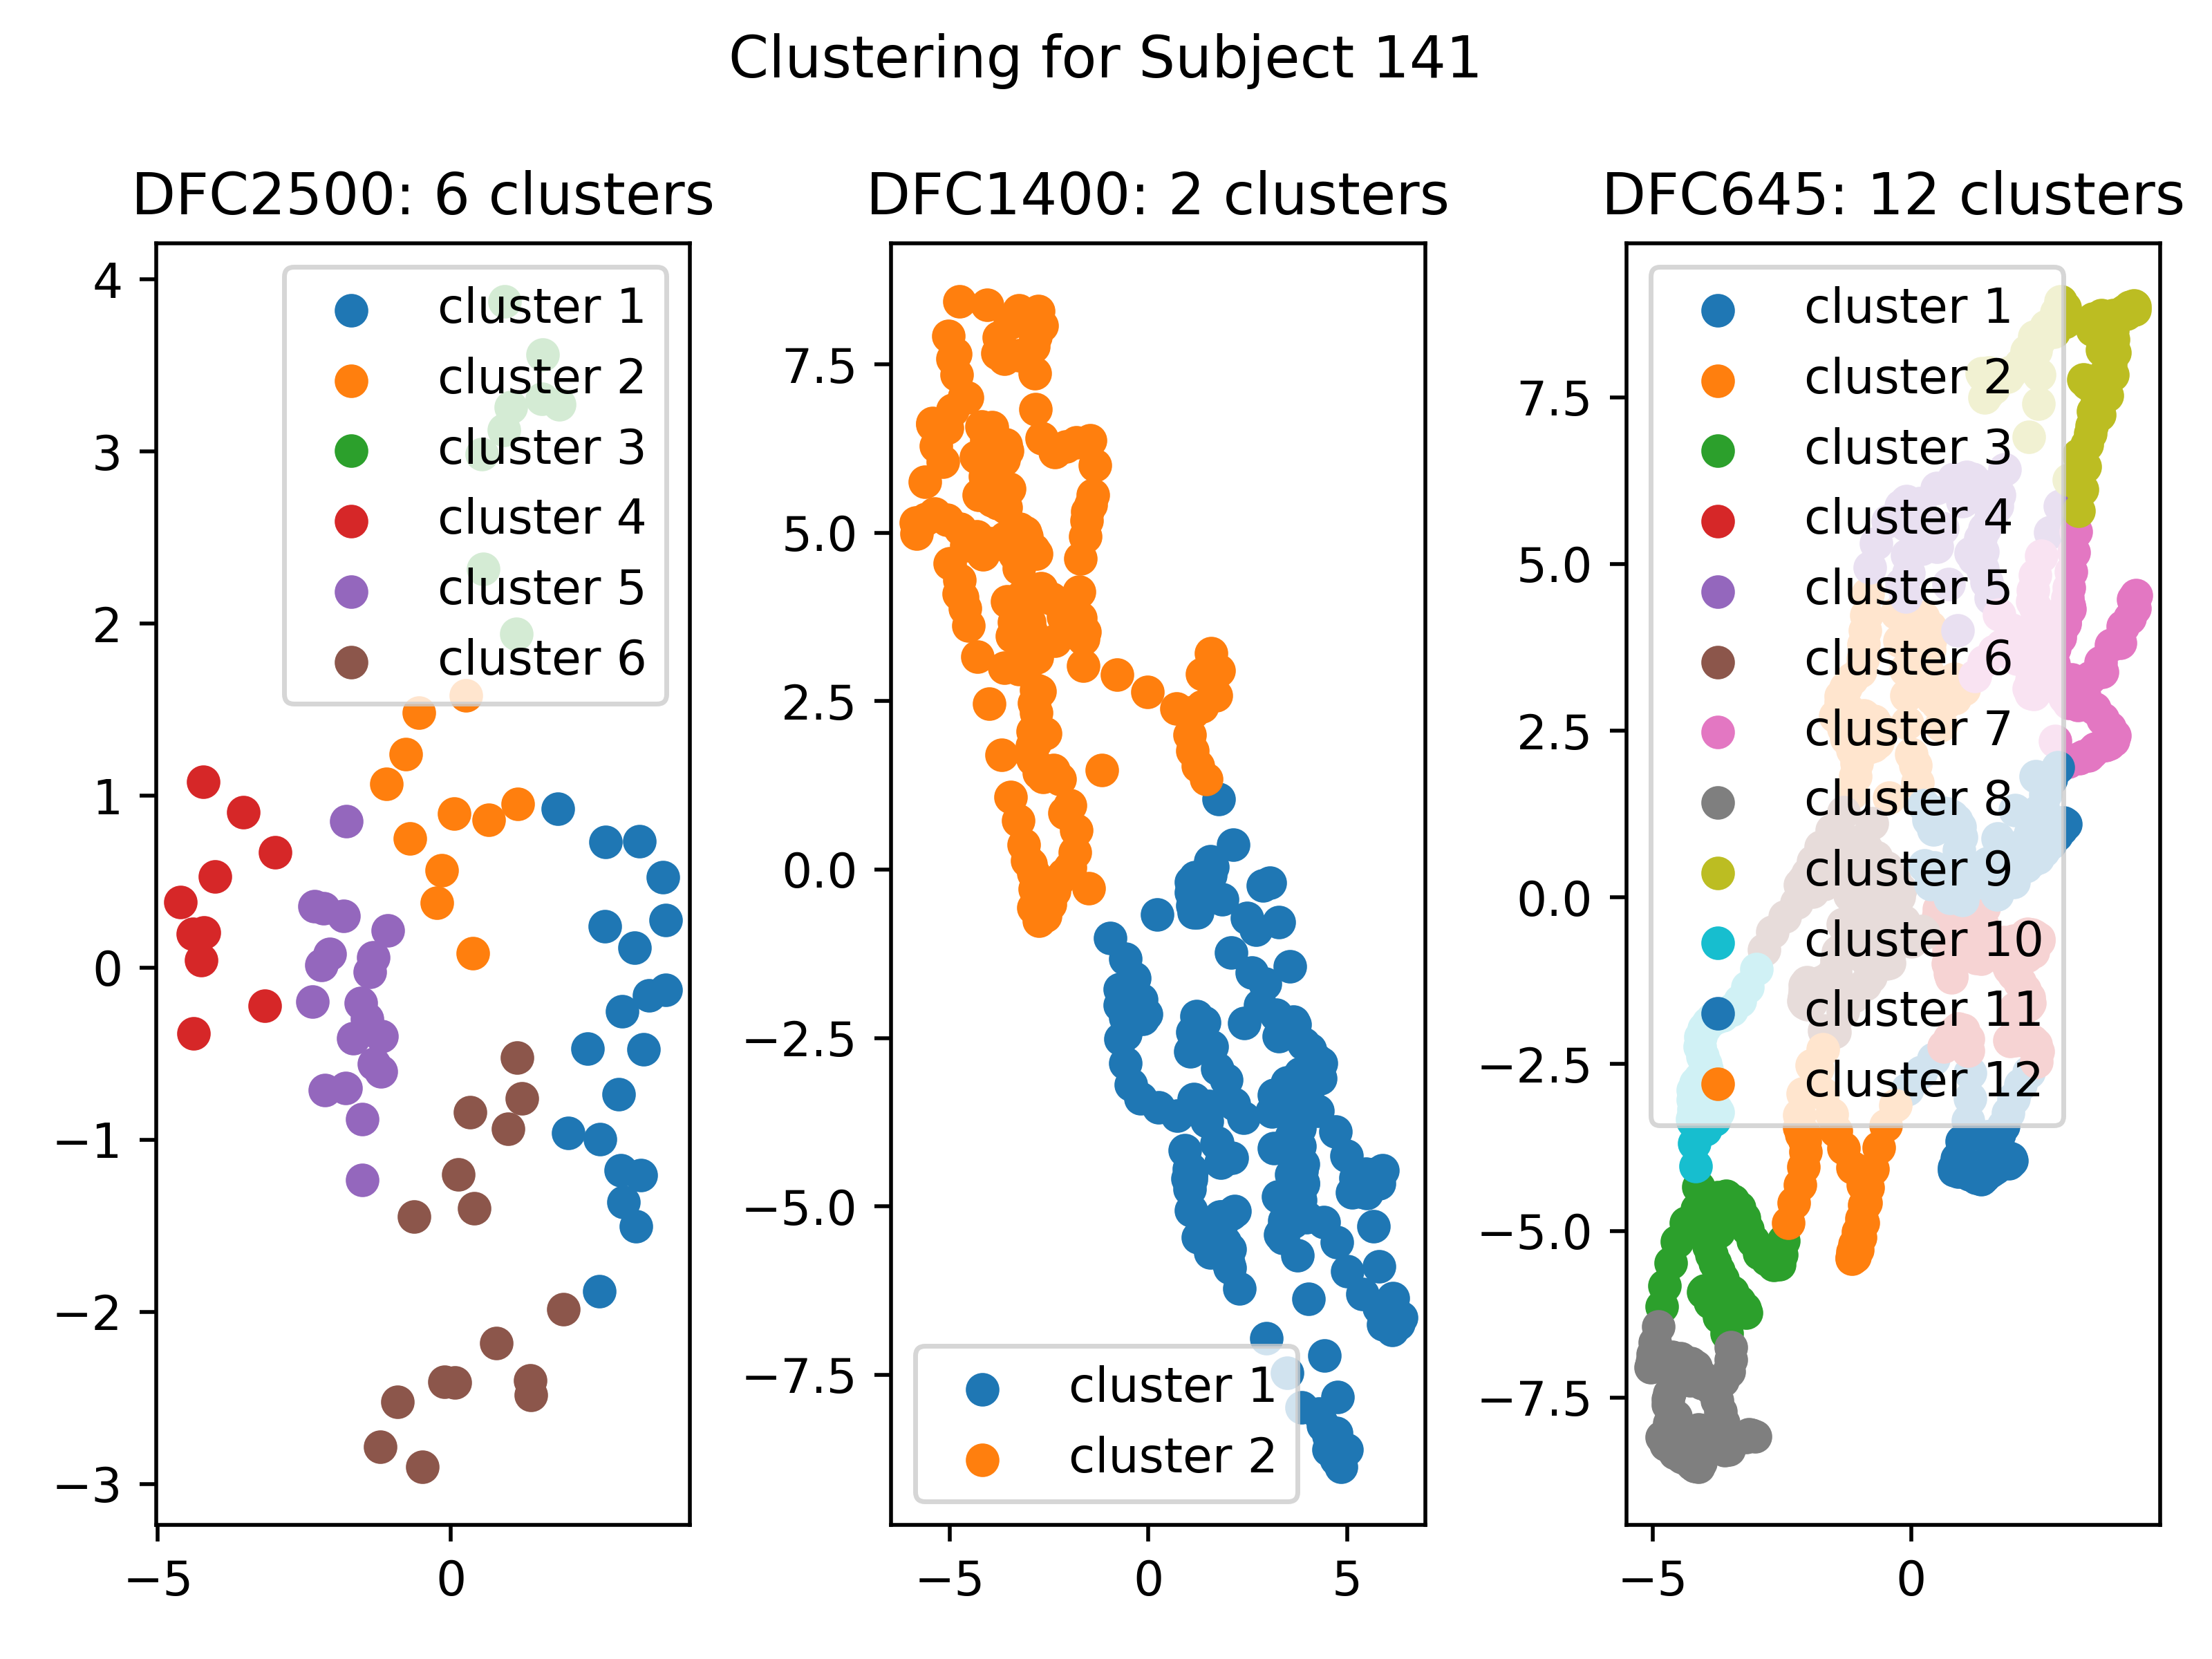 Clustering for Subject 141
DFC2500: 6 clusters
4
3
2
1
0
−1
−2
−3
−5
0
cluster 1
cluster 2
cluster 3
cluster 4
cluster 5
cluster 6
DFC1400: 2 clusters
7.5
5.0
2.5
0.0
−2.5
−5.0
−7.5
−5
0
5
cluster 1
cluster 2
DFC645: 12 clusters
7.5
5.0
2.5
0.0
−2.5
−5.0
−7.5
−5
0
cluster 1
cluster 2
cluster 3
cluster 4
cluster 5
cluster 6
cluster 7
cluster 8
cluster 9
cluster 10
cluster 11
cluster 12